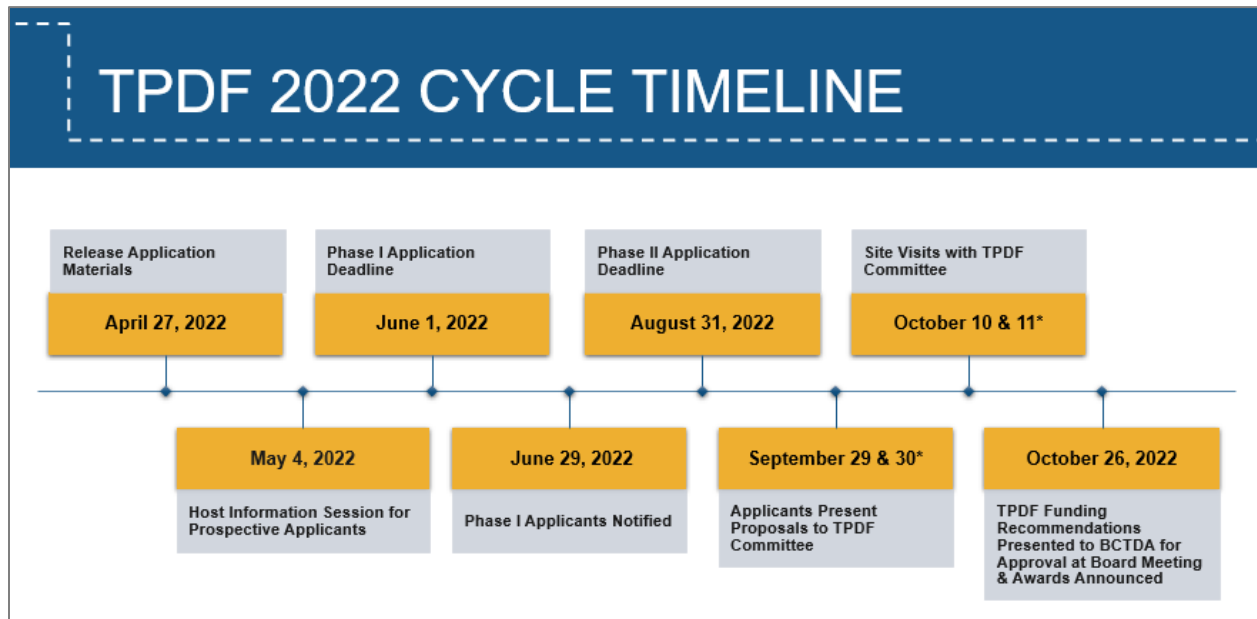 TPDF 2022 CYCLE TIMELINE
Release Application
Materials
April 27, 2022
May 4, 2022
Host Information Session for
Prospective Applicants
Phase I Application
Deadline
June 1, 2022
June 29, 2022
Phase I Applicants Notified
Phase II Application
Deadline
August 31, 2022
September 29 & 30*
Applicants Present
Proposals to TPDF
Committee
Site Visits with TPDF
Committee
October 10 & 11*
October 26, 2022
TPDF Funding
Recommendations
Presented to BCTDA for
Approval at Board Meeting
& Awards Announced